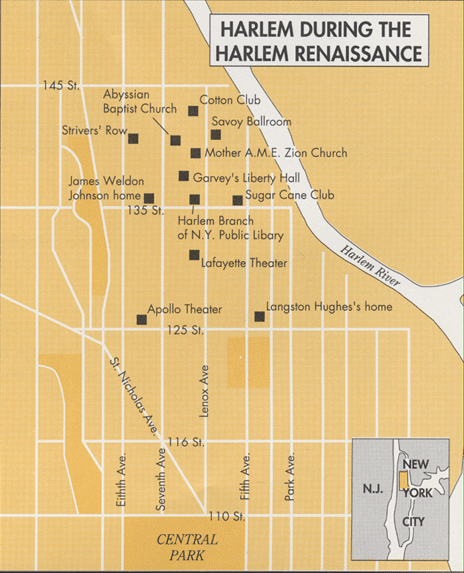 HARLEM DURING THE
HARLEM RENAISSANCE
145 St.
Abyssian
Baptist Church
Cotton Club
Strivers' Row
Savoy Ballroom
Mother A.M.E. Zion Church
James Weldon
Johnson home
Garvey's Liberty Hall
Sugar Cane Club
135 St.
Harlem Branch
of N.Y. Public Libary
Harlem River
Lafayette Theater
Apollo Theater
Langston Hughes's home
125 St.
St. Nicholas Ave.
Lenox Ave
116 St.
Eithith Ave.
Seventh Ave.
Fifth Ave.
Park Ave.
110 St.
CENTRAL
PARK
N.J.
NEW
YORK
CITY